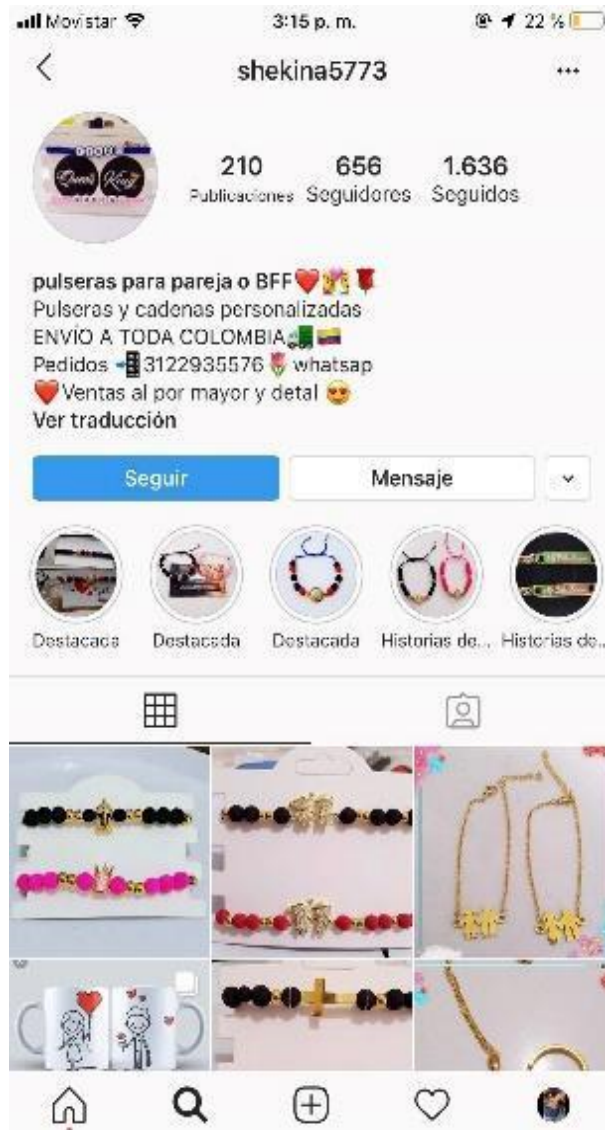 Movistar 3:15 p. m. 22 %
shekina5773
Queen King
210 656 1.636
Publicaciones Seguidores Seguidos
pulseras para pareja o BFF❤️💏🌹
Pulseras y cadenas personalizadas
ENVÍO A TODA COLOMBIA🚛🇨🇴
Pedidos 📲3122935576🌷whatsap
❤️Ventas al por mayor y detal 😍
Ver traducción
Seguir Mensaje
Destacada Destacada Destacada Historias de... Historias de...